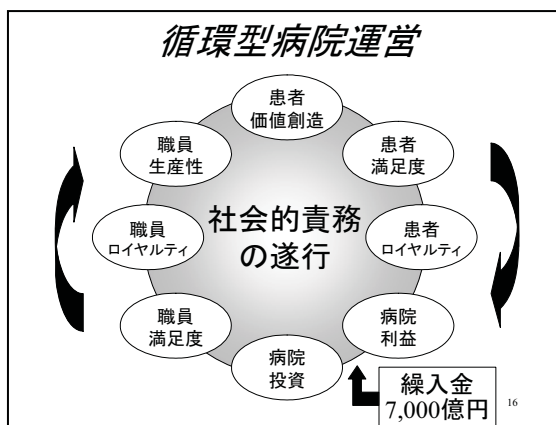 循環型病院運営
患者
価値創造
患者
満足度
患者
ロイヤルティ
病院
利益
病院
投資
職員
満足度
職員
ロイヤルティ
職員
生産性
社会的責務
の遂行
繰入金
7,000億円
16